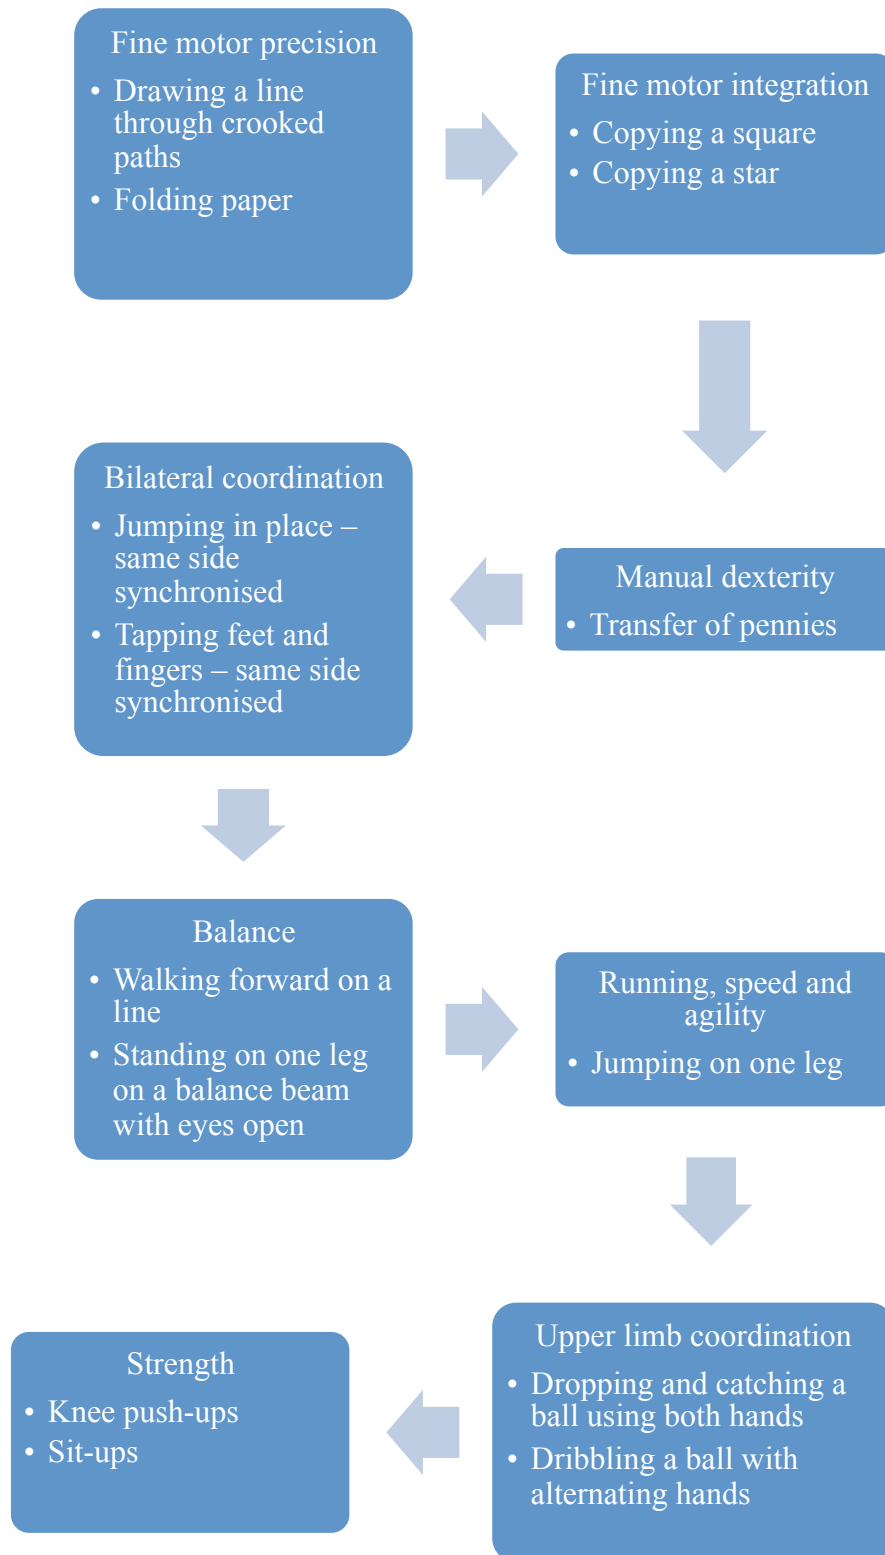 Fine motor precision
• Drawing a line
through crooked
paths
• Folding paper
Fine motor integration
• Copying a square
• Copying a star
Manual dexterity
• Transfer of pennies
Bilateral coordination
• Jumping in place –
same side
synchronised
• Tapping feet and
fingers – same side
synchronised
Balance
• Walking forward on a
line
• Standing on one leg
on a balance beam
with eyes open
Running, speed and
agility
• Jumping on one leg
Upper limb coordination
• Dropping and catching a
ball using both hands
• Dribbling a ball with
alternating hands
Strength
• Knee push-ups
• Sit-ups